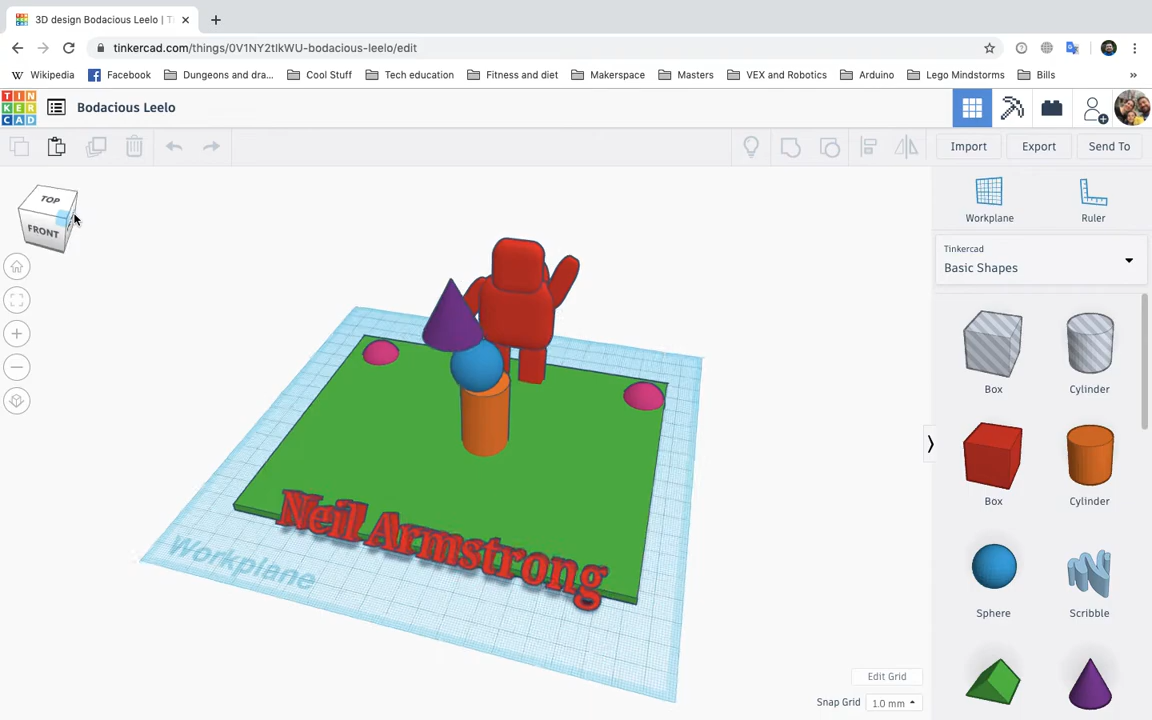 3D design Bodacious Leelo | Ti
tinkercad.com/things/0V1NY2tIkWU-bodacious-leelo/edit
Wikipedia Facebook Dungeons and dra... Cool Stuff Tech education Fitness and diet Makerspace Masters VEX and Robotics Arduino Lego Mindstorms Bills
TIN
KER
CAD
Bodacious Leelo
Import Export Send To
TOP
FRONT
Workplane Ruler
Tinkercad
Basic Shapes
Box Cylinder
Box Cylinder
Sphere Scribble
Neil Armstrong
Workplane
Edit Grid
Snap Grid 1.0 mm